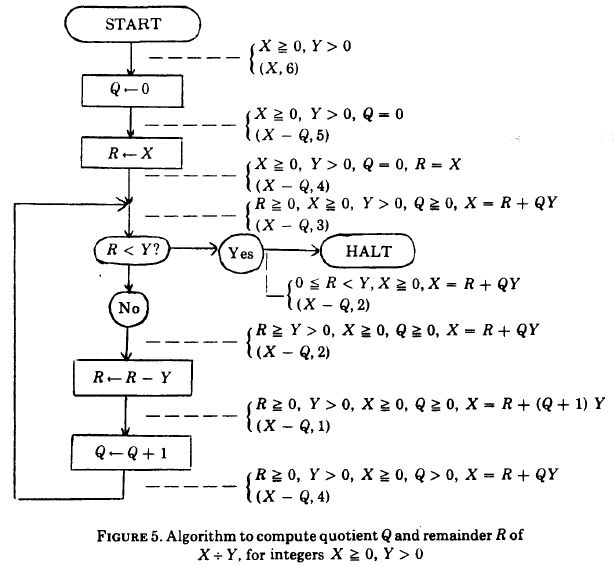 START
X ≧ 0, Y > 0
(X, 6)
Q ← 0
X ≧ 0, Y > 0, Q = 0
(X − Q, 5)
R ← X
X ≧ 0, Y > 0, Q = 0, R = X
(X − Q, 4)
R ≧ 0, X ≧ 0, Y > 0, Q ≧ 0, X = R + QY
(X − Q, 3)
R < Y?
Yes
HALT
0 ≦ R < Y, X ≧ 0, X = R + QY
(X − Q, 2)
No
R ≧ Y > 0, X ≧ 0, Q ≧ 0, X = R + QY
(X − Q, 2)
R ← R − Y
R ≧ 0, Y > 0, X ≧ 0, Q ≧ 0, X = R + (Q + 1) Y
(X − Q, 1)
Q ← Q + 1
R ≧ 0, Y > 0, X ≧ 0, Q > 0, X = R + QY
(X − Q, 4)
FIGURE 5. Algorithm to compute quotient Q and remainder R of
X ÷ Y, for integers X ≧ 0, Y > 0